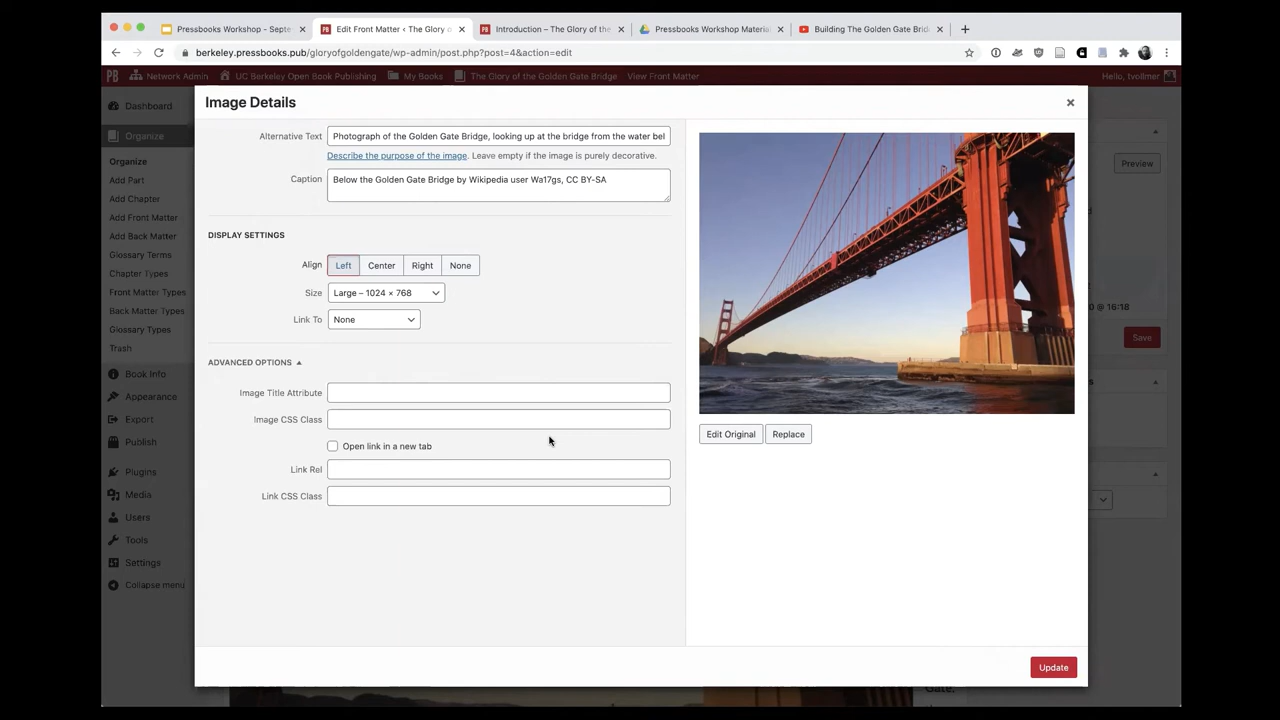 Pressbooks Workshop - Septe
Edit Front Matter ‹ The Glory o
Introduction – The Glory of the
Pressbooks Workshop Material
Building The Golden Gate Brid
berkeley.pressbooks.pub/gloryofgoldengate/wp-admin/post.php?post=4&action=edit
Network Admin
UC Berkeley Open Book Publishing
My Books
The Glory of the Golden Gate Bridge
View Front Matter
Hello, tvollmer
Dashboard
Organize
Organize
Add Part
Add Chapter
Add Front Matter
Add Back Matter
Glossary Terms
Chapter Types
Front Matter Types
Back Matter Types
Glossary Types
Trash
Book Info
Appearance
Export
Publish
Plugins
Media
Users
Tools
Settings
Collapse menu
Image Details
Alternative Text
Photograph of the Golden Gate Bridge, looking up at the bridge from the water bel
Describe the purpose of the image. Leave empty if the image is purely decorative.
Caption
Below the Golden Gate Bridge by Wikipedia user Wa17gs, CC BY-SA
DISPLAY SETTINGS
Align
Left
Center
Right
None
Size
Large – 1024 × 768
Link To
None
ADVANCED OPTIONS
Image Title Attribute
Image CSS Class
Open link in a new tab
Link Rel
Link CSS Class
Edit Original
Replace
Update
Preview
@ 16:18
Save
Gate.